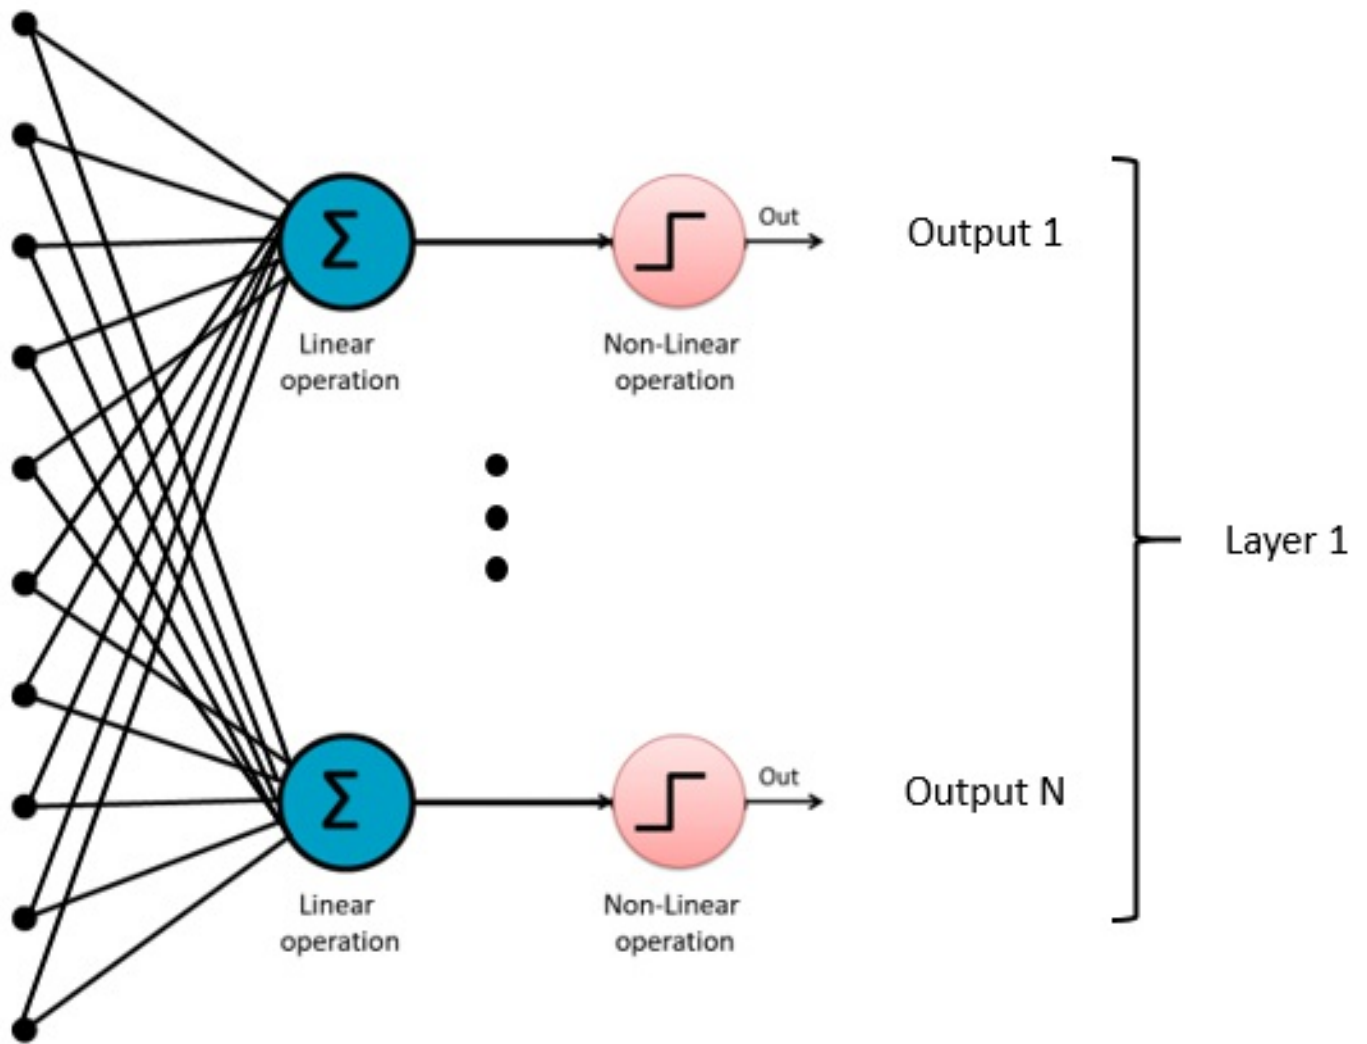 Σ
Out
Output 1
Linear
operation
Non-Linear
operation
Layer 1
Σ
Out
Output N
Linear
operation
Non-Linear
operation